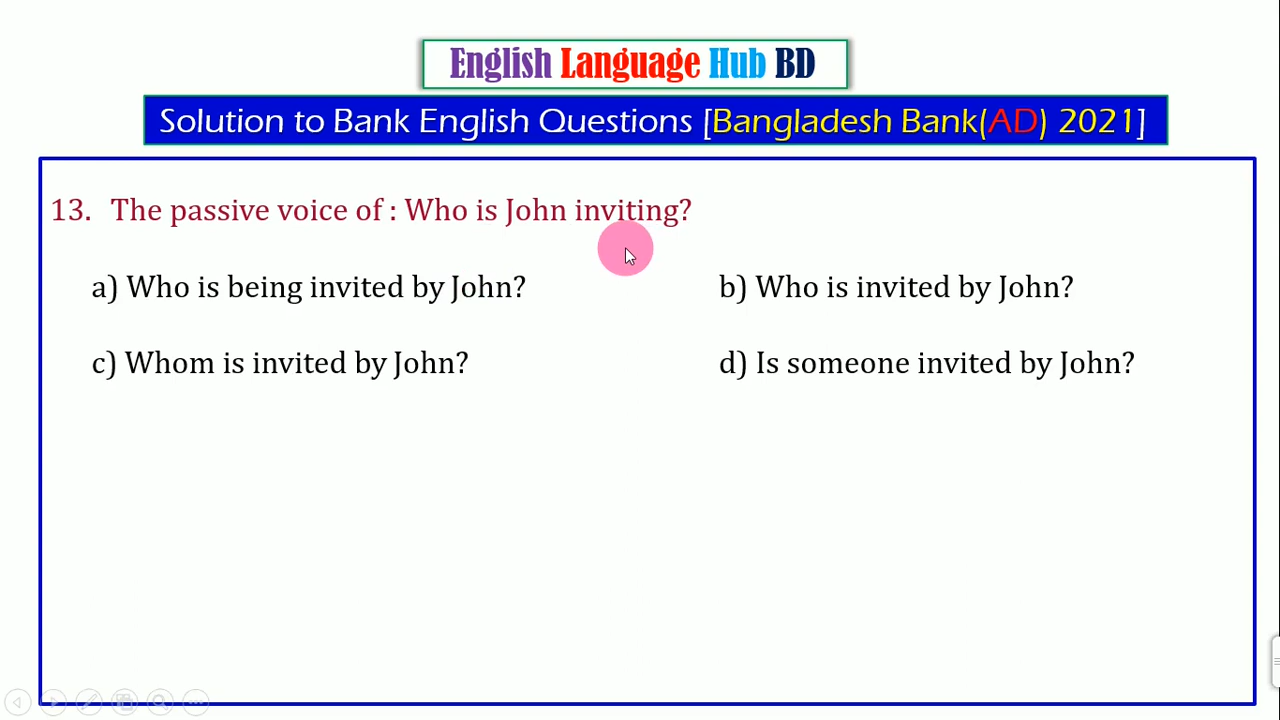 English Language Hub BD
Solution to Bank English Questions [Bangladesh Bank(AD) 2021]
13. The passive voice of : Who is John inviting?
a) Who is being invited by John?
b) Who is invited by John?
c) Whom is invited by John?
d) Is someone invited by John?